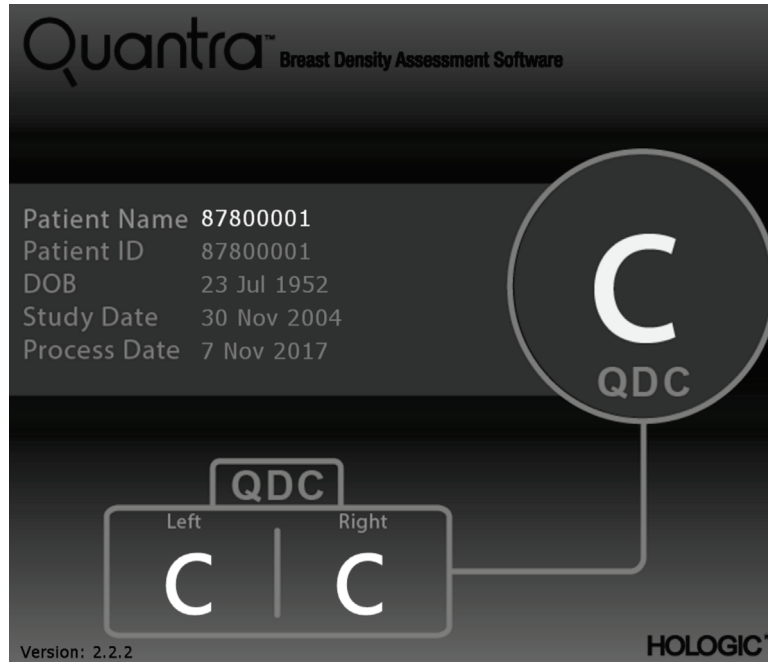 Quantra™ Breast Density Assessment Software
Patient Name 87800001
Patient ID 87800001
DOB 23 Jul 1952
Study Date 30 Nov 2004
Process Date 7 Nov 2017
C
QDC
QDC
Left Right
C C
Version: 2.2.2
HOLOGIC™